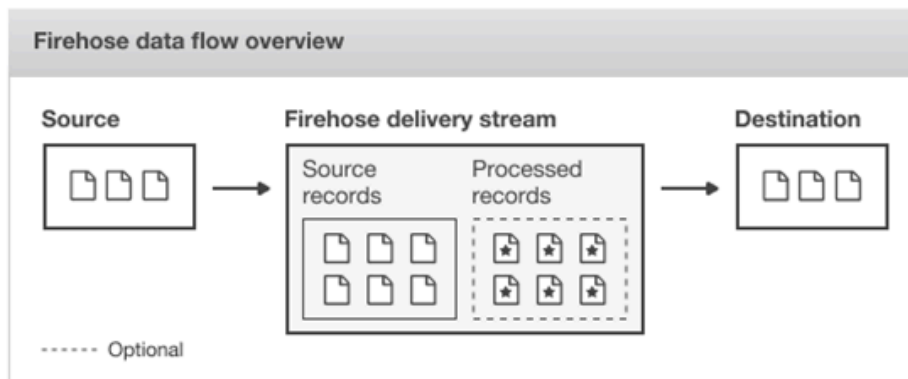 Firehose data flow overview
Source
Firehose delivery stream
Destination
Source
records
Processed
records
Optional